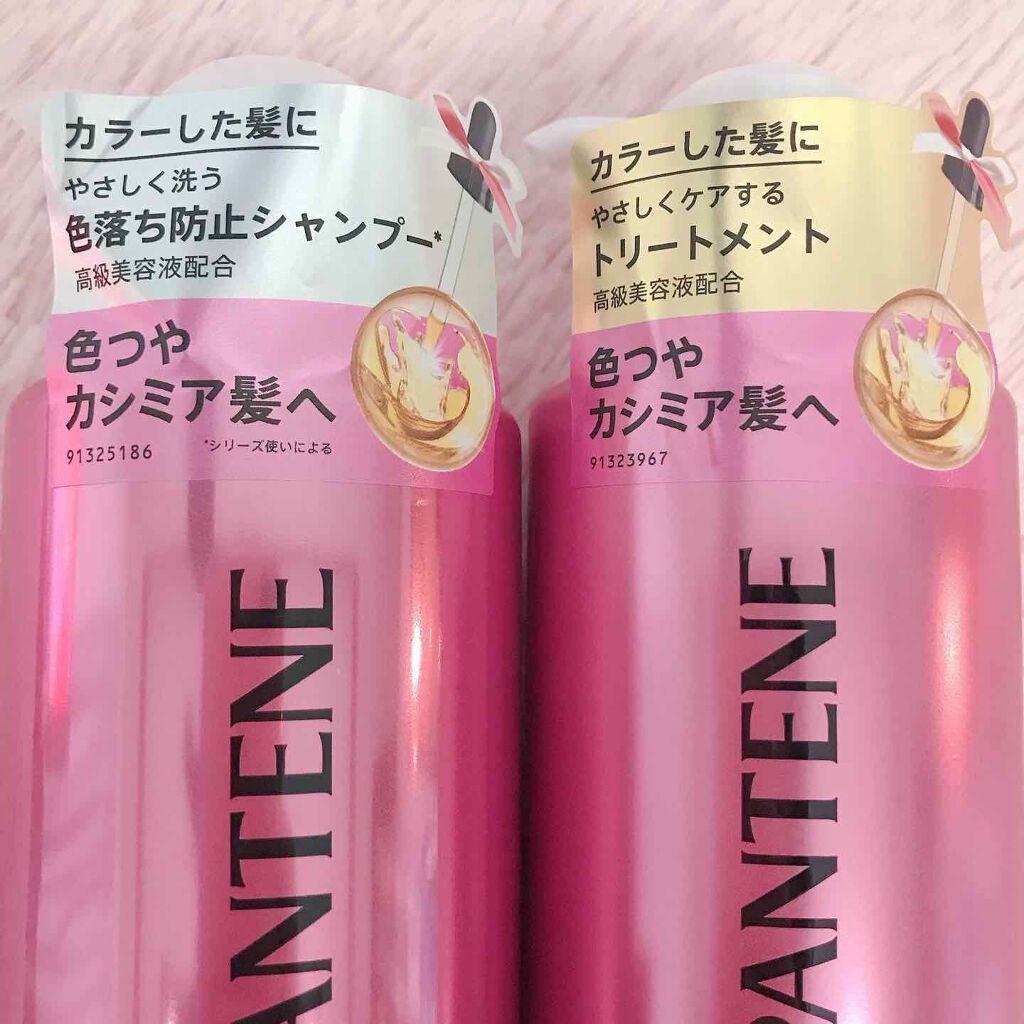 カラーした髪に
やさしく洗う
色落ち防止シャンプー*
高級美容液配合
色つや
カシミア髪へ
91325186
*シリーズ使いによる
PANTENE
カラーした髪に
やさしくケアする
トリートメント
高級美容液配合
色つや
カシミア髪へ
91323967
PANTENE